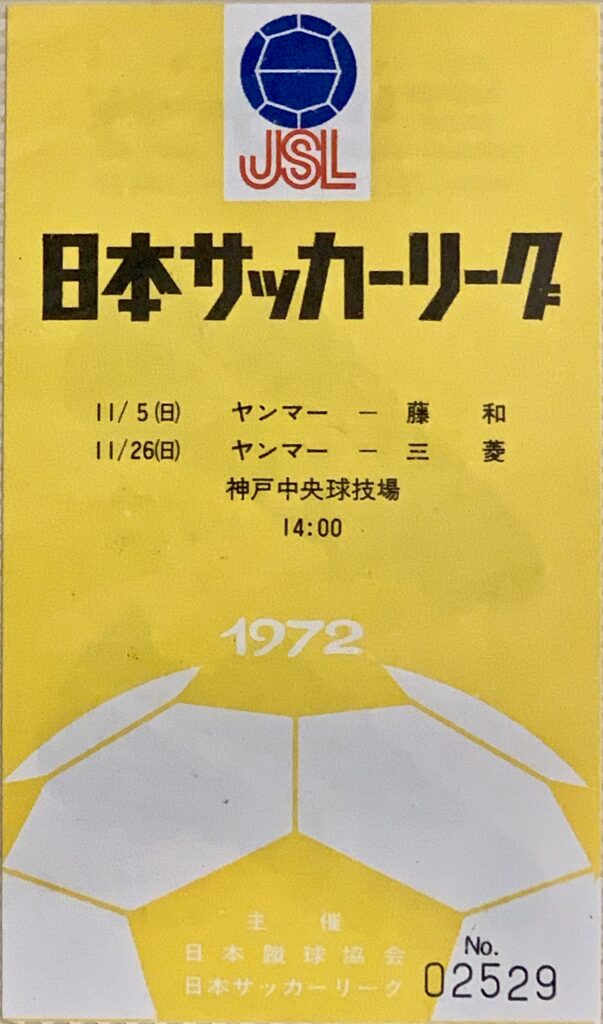 JSL
日本サッカーリーグ
11/5(日) ヤンマー － 藤和
11/26(日) ヤンマー － 三菱
神戸中央球技場
14:00
1972
主催
日本蹴球協会
日本サッカーリーグ
No.
02529